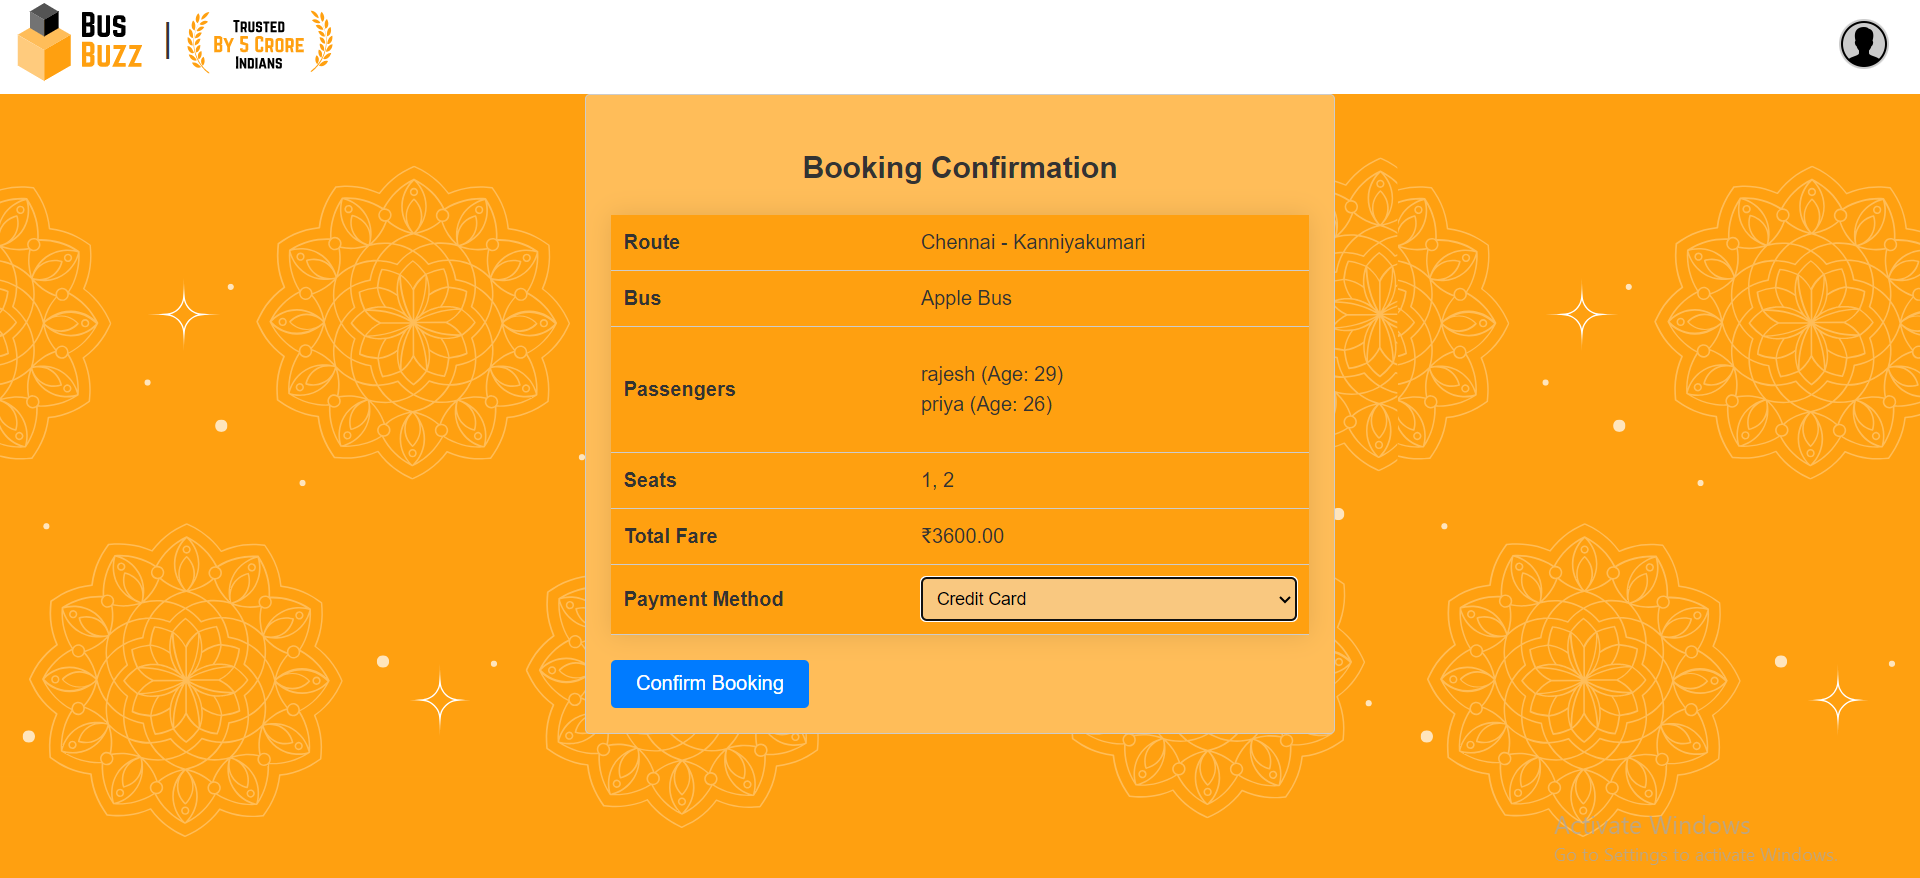 BUS
BUZZ
|
TRUSTED
BY 5 CRORE
INDIANS
Booking Confirmation
Route Chennai - Kanniyakumari
Bus Apple Bus
Passengers
rajesh (Age: 29)
priya (Age: 26)
Seats 1, 2
Total Fare ₹3600.00
Payment Method Credit Card
Confirm Booking
Activate Windows
Go to Settings to activate Windows.